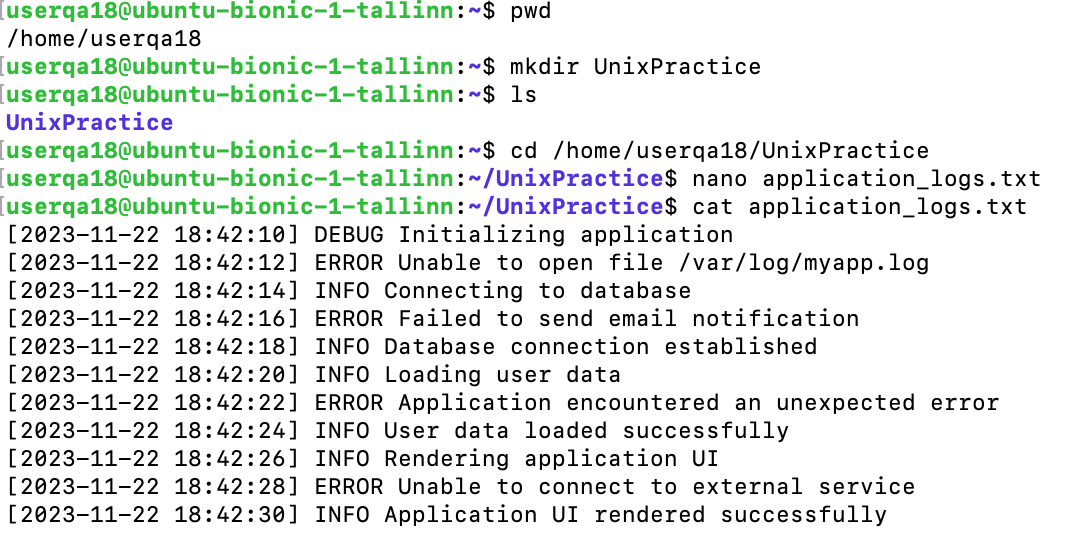 [userqa18@ubuntu-bionic-1-tallinn:~$ pwd
/home/userqa18
[userqa18@ubuntu-bionic-1-tallinn:~$ mkdir UnixPractice
[userqa18@ubuntu-bionic-1-tallinn:~$ ls
UnixPractice
[userqa18@ubuntu-bionic-1-tallinn:~$ cd /home/userqa18/UnixPractice
[userqa18@ubuntu-bionic-1-tallinn:~/UnixPractice$ nano application_logs.txt
[userqa18@ubuntu-bionic-1-tallinn:~/UnixPractice$ cat application_logs.txt
[2023-11-22 18:42:10] DEBUG Initializing application
[2023-11-22 18:42:12] ERROR Unable to open file /var/log/myapp.log
[2023-11-22 18:42:14] INFO Connecting to database
[2023-11-22 18:42:16] ERROR Failed to send email notification
[2023-11-22 18:42:18] INFO Database connection established
[2023-11-22 18:42:20] INFO Loading user data
[2023-11-22 18:42:22] ERROR Application encountered an unexpected error
[2023-11-22 18:42:24] INFO User data loaded successfully
[2023-11-22 18:42:26] INFO Rendering application UI
[2023-11-22 18:42:28] ERROR Unable to connect to external service
[2023-11-22 18:42:30] INFO Application UI rendered successfully